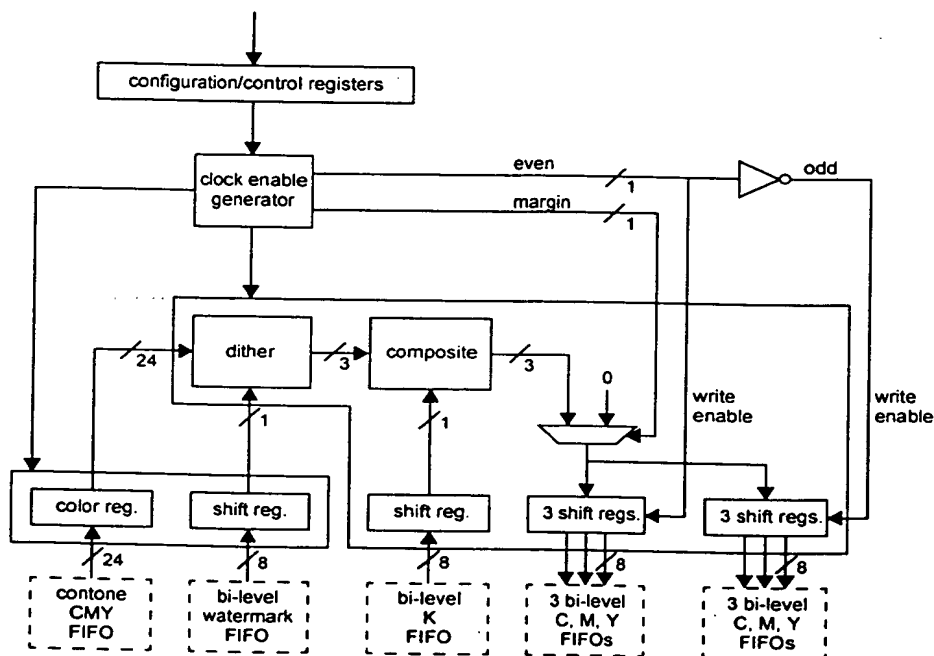 configuration/control registers
clock enable
generator
even
1
odd
margin
1
dither
composite
24
3
3
0
1
1
write
enable
write
enable
color reg.
shift reg.
shift reg.
3 shift regs.
3 shift regs.
24
8
8
8
8
contone
CMY
FIFO
bi-level
watermark
FIFO
bi-level
K
FIFO
3 bi-level
C, M, Y
FIFOs
3 bi-level
C, M, Y
FIFOs